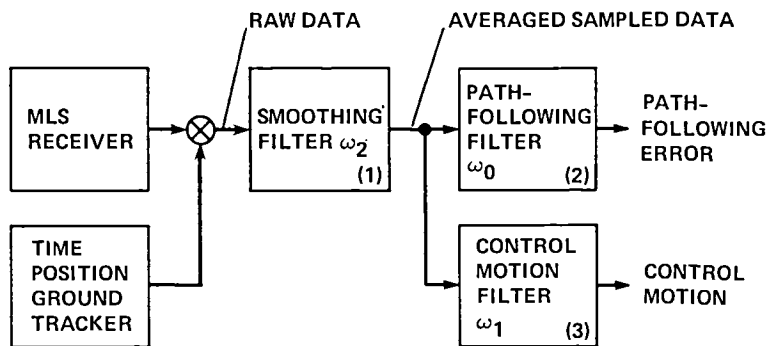 RAW DATA
AVERAGED SAMPLED DATA
MLS
RECEIVER
SMOOTHING
FILTER ω2
(1)
PATH-
FOLLOWING
FILTER
ω0
(2)
PATH-
FOLLOWING
ERROR
TIME
POSITION
GROUND
TRACKER
CONTROL
MOTION
FILTER
ω1
(3)
CONTROL
MOTION